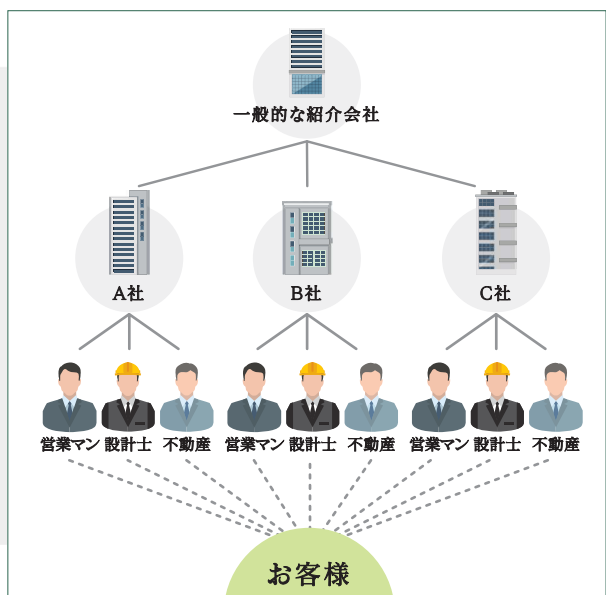 一般的な紹介会社
A社
B社
C社
営業マン 設計士 不動産
営業マン 設計士 不動産
営業マン 設計士 不動産
お客様